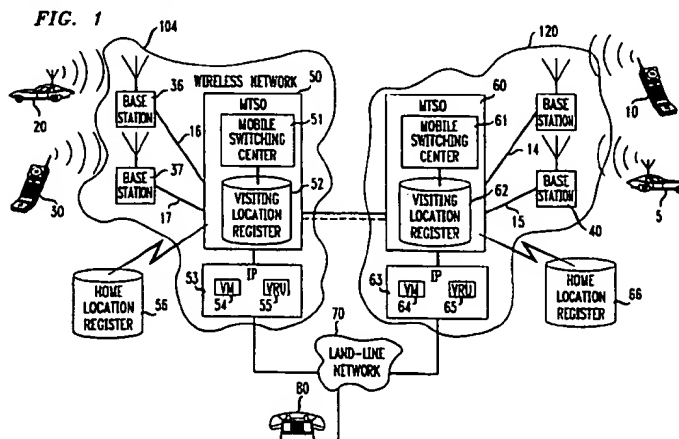 FIG. 1
104
120
WIRELESS NETWORK
50
MTSO
51
MOBILE
SWITCHING
CENTER
52
VISITING
LOCATION
REGISTER
36
BASE
STATION
16
37
BASE
STATION
17
20
30
60
MTSO
61
MOBILE
SWITCHING
CENTER
62
VISITING
LOCATION
REGISTER
BASE
STATION
14
BASE
STATION
15
40
10
5
HOME
LOCATION
REGISTER
56
53
IP
VM
54
VRU
55
63
IP
VM
64
VRU
65
HOME
LOCATION
REGISTER
66
70
LAND-LINE
NETWORK
80